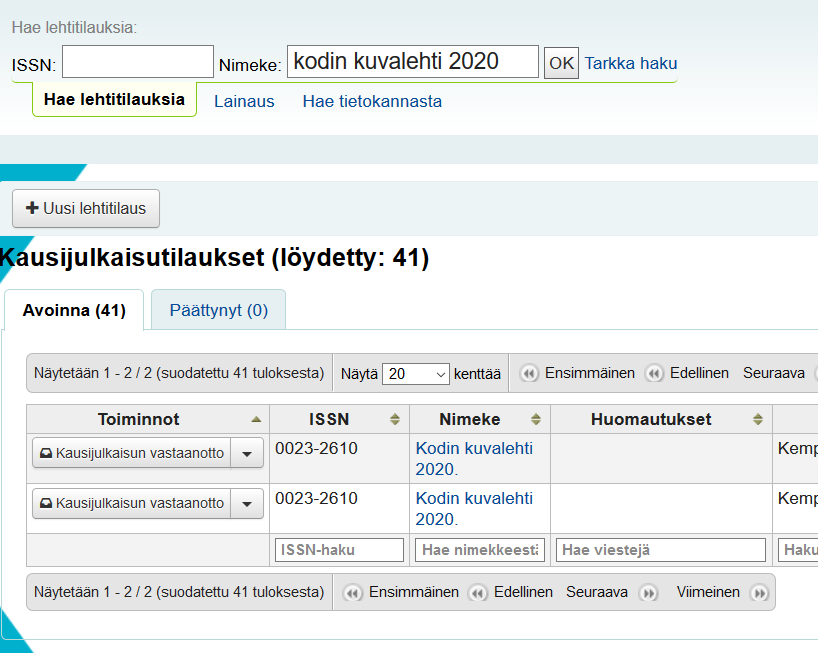 Hae lehtitilauksia:
ISSN: Nimeke: kodin kuvalehti 2020 OK Tarkka haku
Hae lehtitilauksia Lainaus Hae tietokannasta
+ Uusi lehtitilaus
Kausijulkaisutilaukset (löydetty: 41)
Avoinna (41) Päättynyt (0)
Näytetään 1 - 2 / 2 (suodatettu 41 tuloksesta) Näytä 20 kenttää Ensimmäinen Edellinen Seuraava
Toiminnot ISSN Nimeke Huomautukset
Kausijulkaisun vastaanotto 0023-2610 Kodin kuvalehti Kemp
2020.
Kausijulkaisun vastaanotto 0023-2610 Kodin kuvalehti Kemp
2020.
ISSN-haku Hae nimekkeestä Hae viestejä Haku
Näytetään 1 - 2 / 2 (suodatettu 41 tuloksesta) Ensimmäinen Edellinen Seuraava Viimeinen